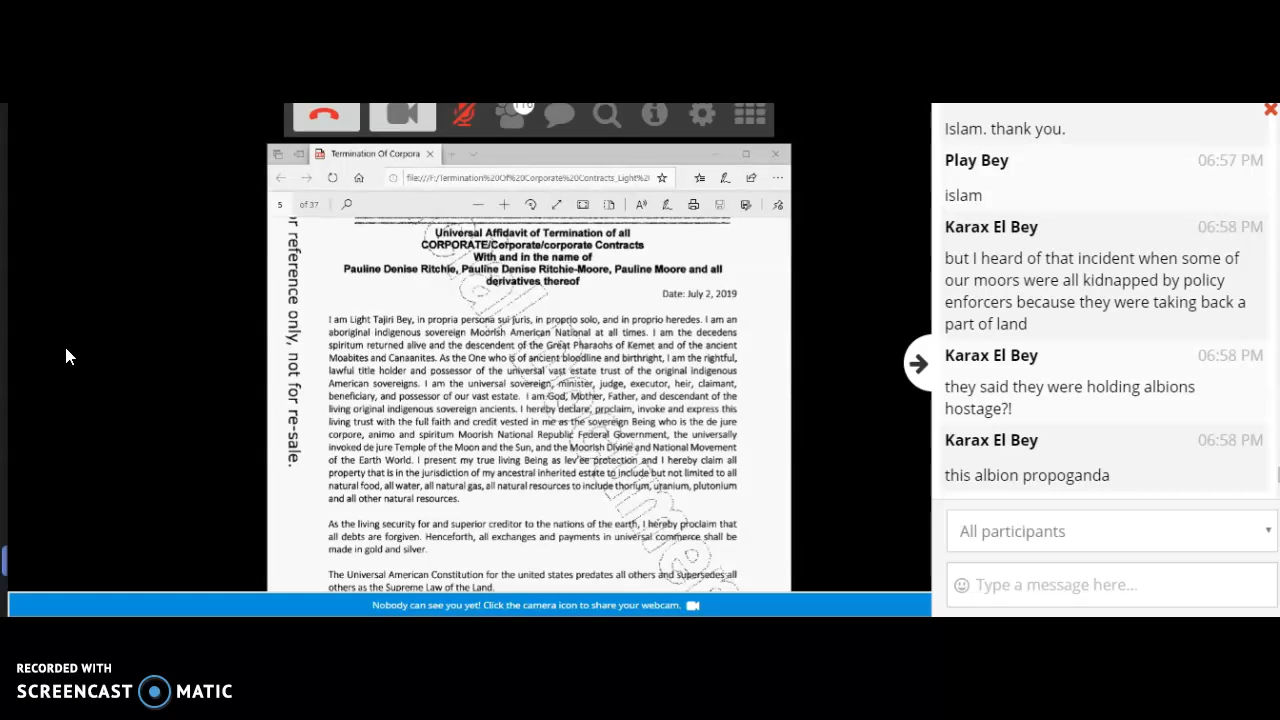 116
Termination Of Corpora
file:///F:/Termination%20Of%20Corporate%20Contracts_Light%2
5 of 37
or reference only, not for re-sale.
Universal Affidavit of Termination of all
CORPORATE/Corporate/corporate Contracts
With and in the name of
Pauline Denise Ritchie, Pauline Denise Ritchie-Moore, Pauline Moore and all
derivatives thereof
Date: July 2, 2019
I am Light Tajiri Bey, in propria persona sui juris, in proprio solo, and in proprio heredes. I am an
aboriginal indigenous sovereign Moorish American National at all times. I am the decedens
spiritum returned alive and the descendent of the Great Pharaohs of Kemet and of the ancient
Moabites and Canaanites. As the One who is of ancient bloodline and birthright, I am the rightful,
lawful title holder and possessor of the universal vast estate trust of the original indigenous
American sovereigns. I am the universal sovereign, minister, judge, executor, heir, claimant,
beneficiary, and possessor of our vast estate. I am God, Mother, Father, and descendant of the
living original indigenous sovereign ancients. I hereby declare, proclaim, invoke and express this
living trust with the full faith and credit vested in me as the sovereign Being who is the de jure
corpore, animo and spiritum Moorish National Republic Federal Government, the universally
invoked de jure Temple of the Moon and the Sun, and the Moorish Divine and National Movement
of the Earth World. I present my true living Being as lev'ee protection and I hereby claim all
property that is in the jurisdiction of my ancestral inherited estate to include but not limited to all
natural food, all water, all natural gas, all natural resources to include thorium, uranium, plutonium
and all other natural resources.
As the living security for and superior creditor to the nations of the earth, I hereby proclaim that
all debts are forgiven. Henceforth, all exchanges and payments in universal commerce shall be
made in gold and silver.
The Universal American Constitution for the united states predates all others and supersedes all
others as the Supreme Law of the Land.
Nobody can see you yet! Click the camera icon to share your webcam.
Islam. thank you.
Play Bey 06:57 PM
islam
Karax El Bey 06:58 PM
but I heard of that incident when some of
our moors were all kidnapped by policy
enforcers because they were taking back a
part of land
Karax El Bey 06:58 PM
they said they were holding albions
hostage?!
Karax El Bey 06:58 PM
this albion propoganda
All participants
Type a message here...
RECORDED WITH
SCREENCAST MATIC